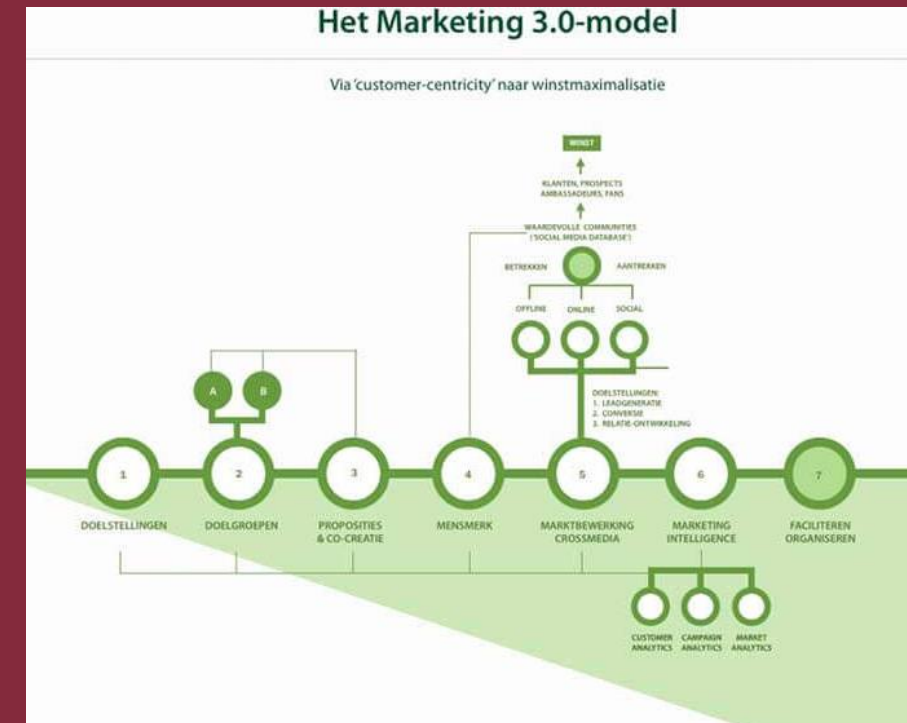 Het Marketing 3.0-model
Via ‘customer-centricity’ naar winstmaximalisatie
WINST
KLANTEN, PROSPECTS
AMBASSADEURS, FANS
WAARDEVOLLE COMMUNITIES
(‘SOCIAL MEDIA DATABASE’)
BETREKKEN
AANTREKKEN
OFFLINE
ONLINE
SOCIAL
A
B
DOELSTELLINGEN:
1. LEADGENERATIE
2. CONVERSIE
3. RELATIE-ONTWIKKELING
1
2
3
4
5
6
7
DOELSTELLINGEN
DOELGROEPEN
PROPOSITIES
& CO-CREATIE
MENSMERK
MARKTBEWERKING
CROSSMEDIA
MARKETING
INTELLIGENCE
FACILITEREN
ORGANISEREN
CUSTOMER
ANALYTICS
CAMPAIGN
ANALYTICS
MARKET
ANALYTICS